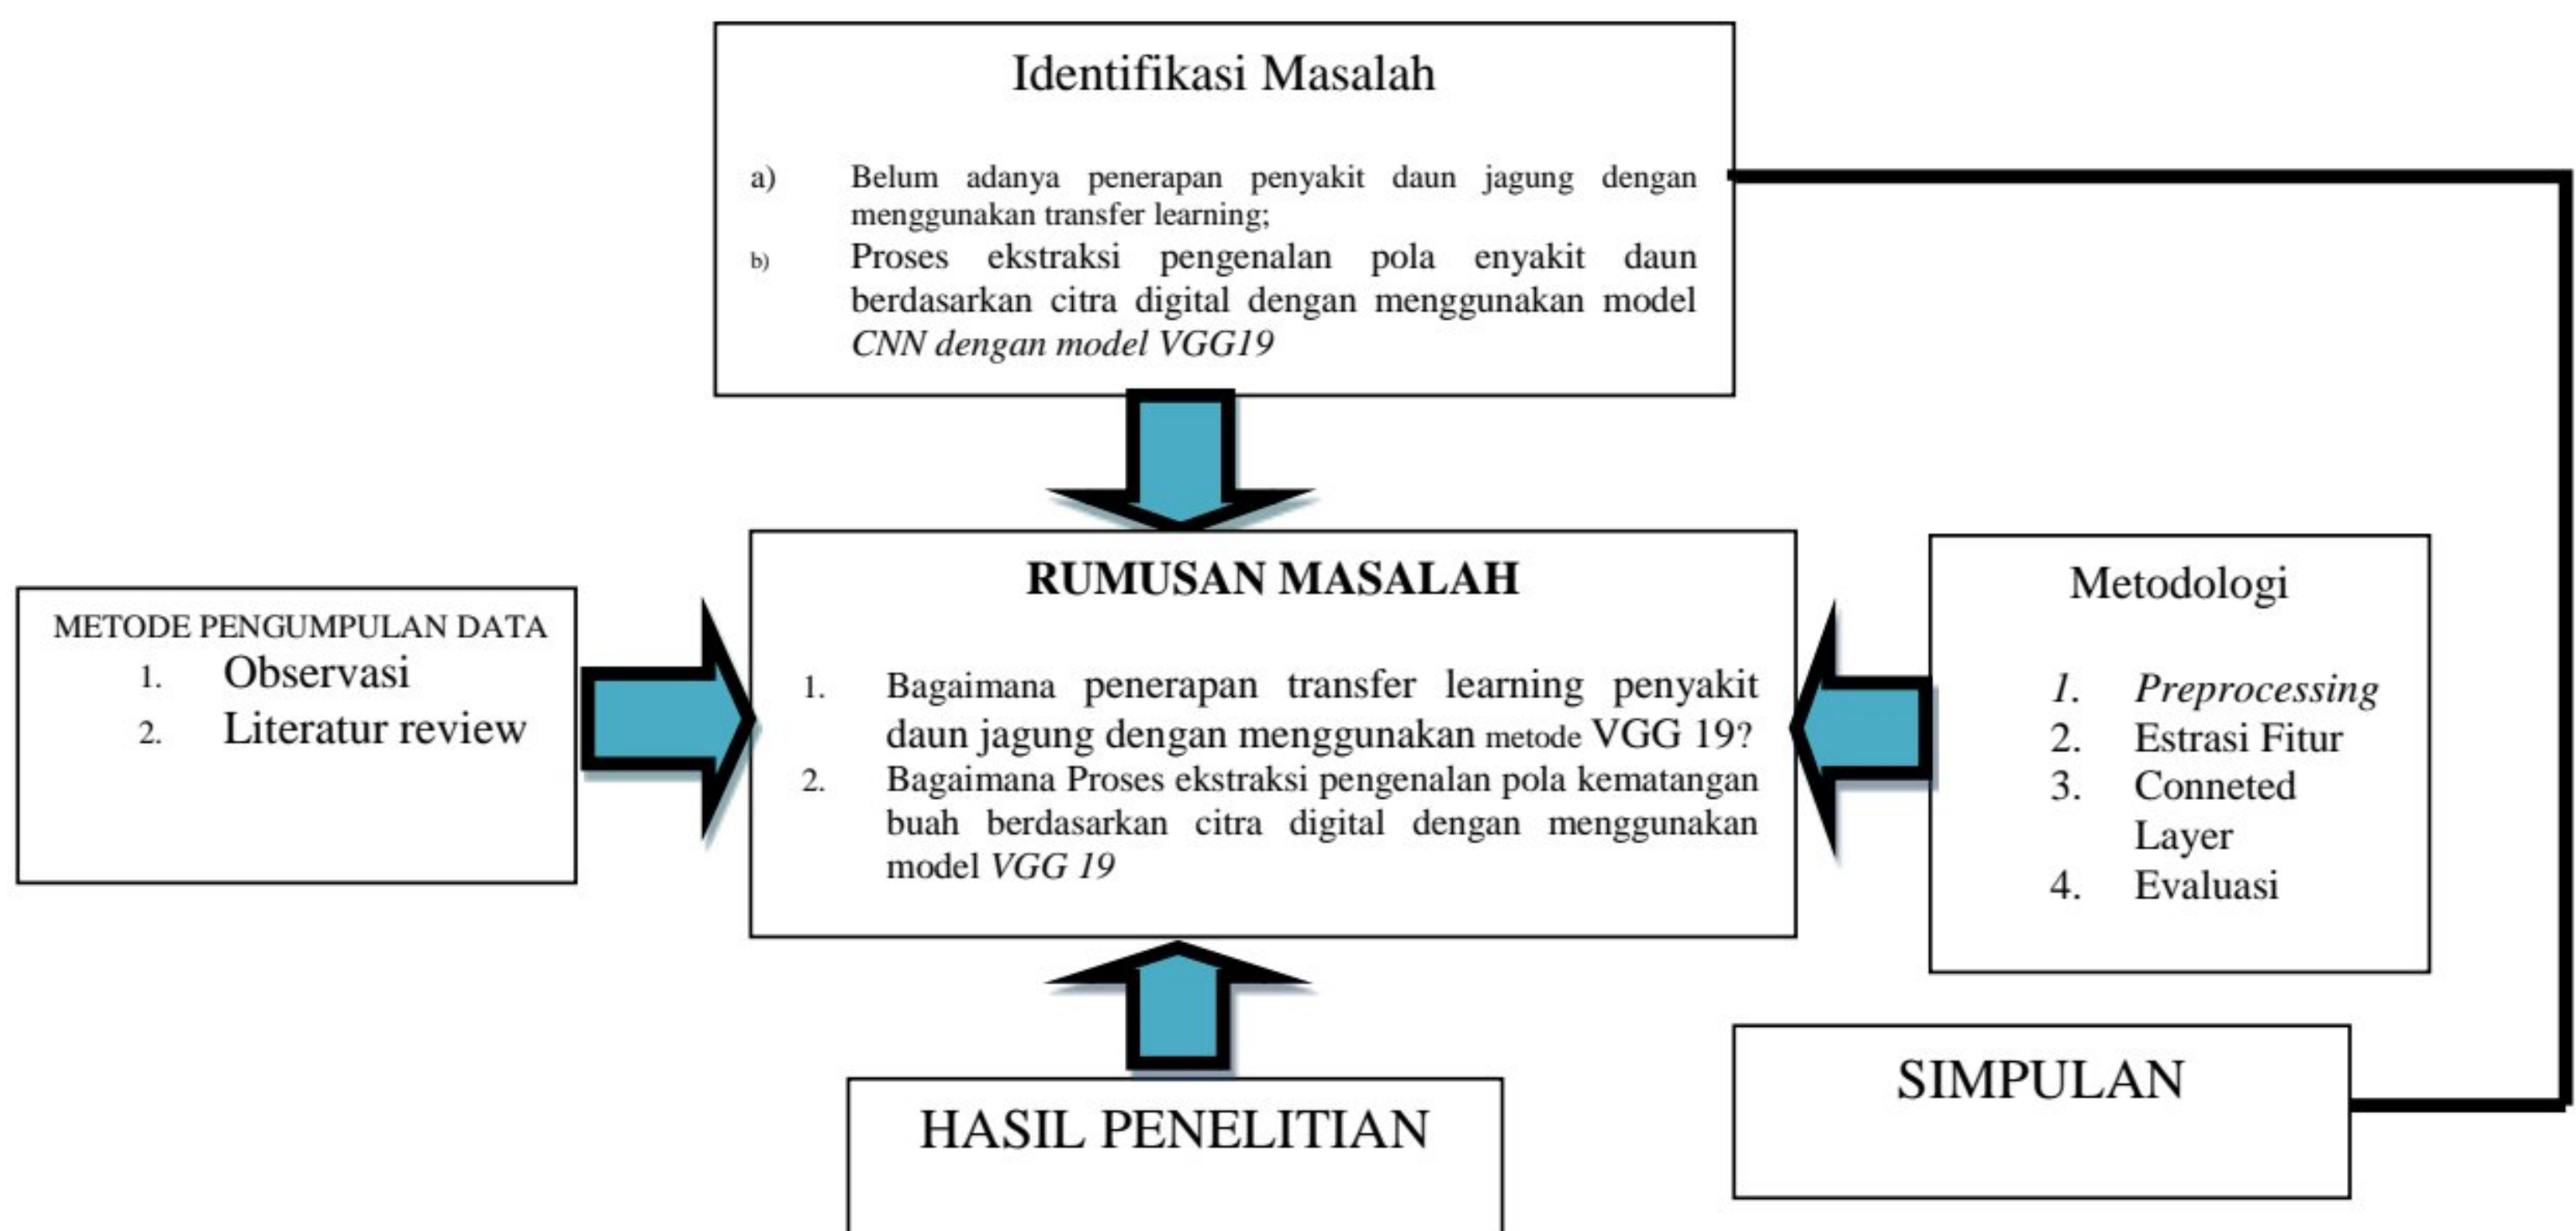 Identifikasi Masalah
a) Belum adanya penerapan penyakit daun jagung dengan
menggunakan transfer learning;
b) Proses ekstraksi pengenalan pola enyakit daun
berdasarkan citra digital dengan menggunakan model
CNN dengan model VGG19
METODE PENGUMPULAN DATA
1. Observasi
2. Literatur review
RUMUSAN MASALAH
1. Bagaimana penerapan transfer learning penyakit
daun jagung dengan menggunakan metode VGG 19?
2. Bagaimana Proses ekstraksi pengenalan pola kematangan
buah berdasarkan citra digital dengan menggunakan
model VGG 19
Metodologi
1. Preprocessing
2. Estrasi Fitur
3. Conneted
Layer
4. Evaluasi
HASIL PENELITIAN
SIMPULAN